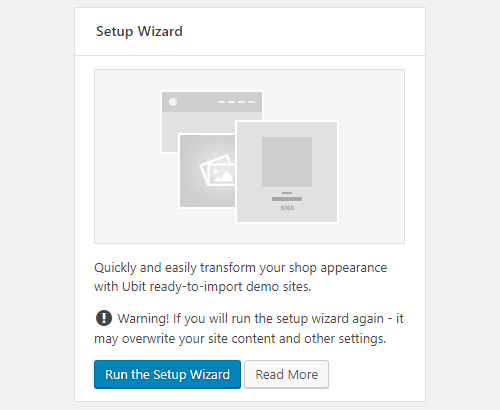 Setup Wizard
$168
Quickly and easily transform your shop appearance
with Ubit ready-to-import demo sites.
Warning! If you will run the setup wizard again - it
may overwrite your site content and other settings.
Run the Setup Wizard
Read More